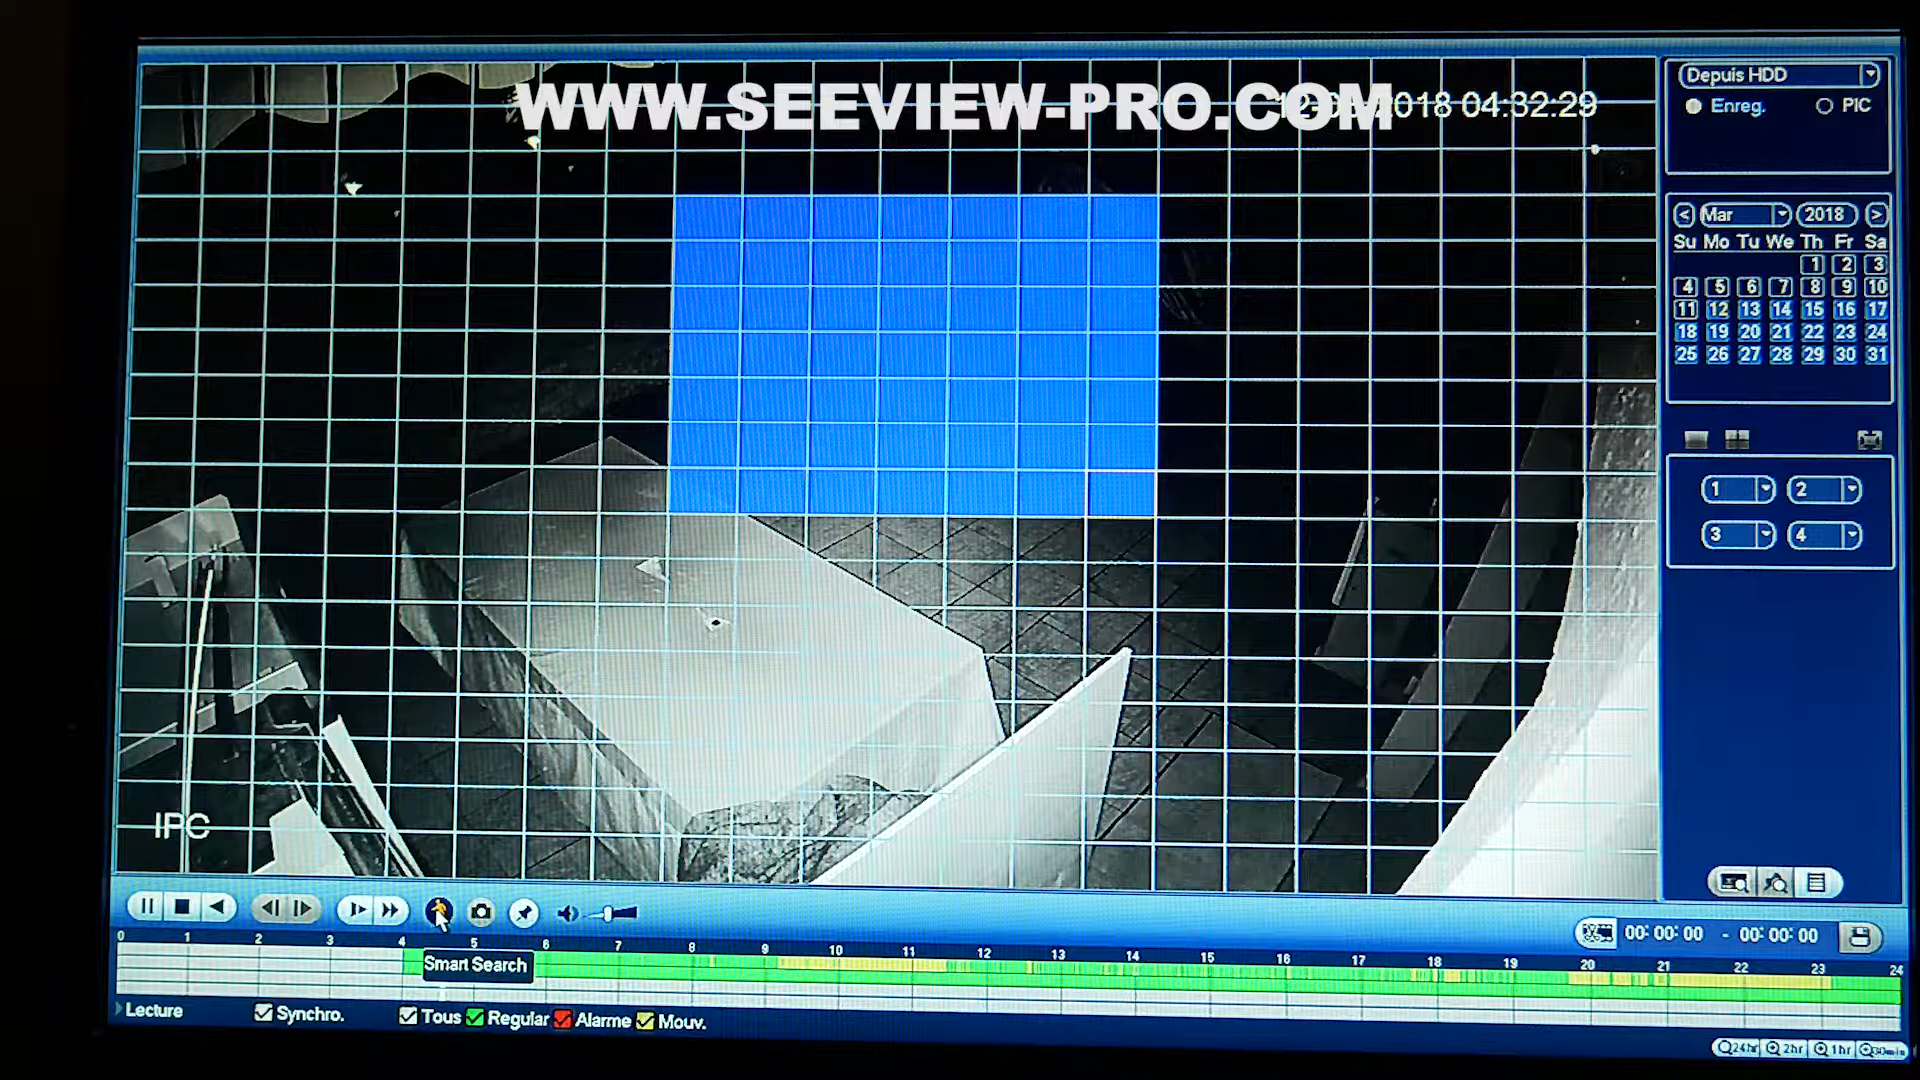 WWW.SEEVIEW-PRO.COM
2018 04:32:29
IPC
Depuis HDD
Enreg. PIC
< Mar 2018 >
Su Mo Tu We Th Fr Sa
1 2 3
4 5 6 7 8 9 10
11 12 13 14 15 16 17
18 19 20 21 22 23 24
25 26 27 28 29 30 31
1 2
3 4
00: 00: 00 - 00: 00: 00
0 1 2 3 4 5 6 7 8 9 10 11 12 13 14 15 16 17 18 19 20 21 22 23 24
Smart Search
Lecture Synchro. Tous Regular Alarme Mouv.
24hr 2hr 1hr 30min